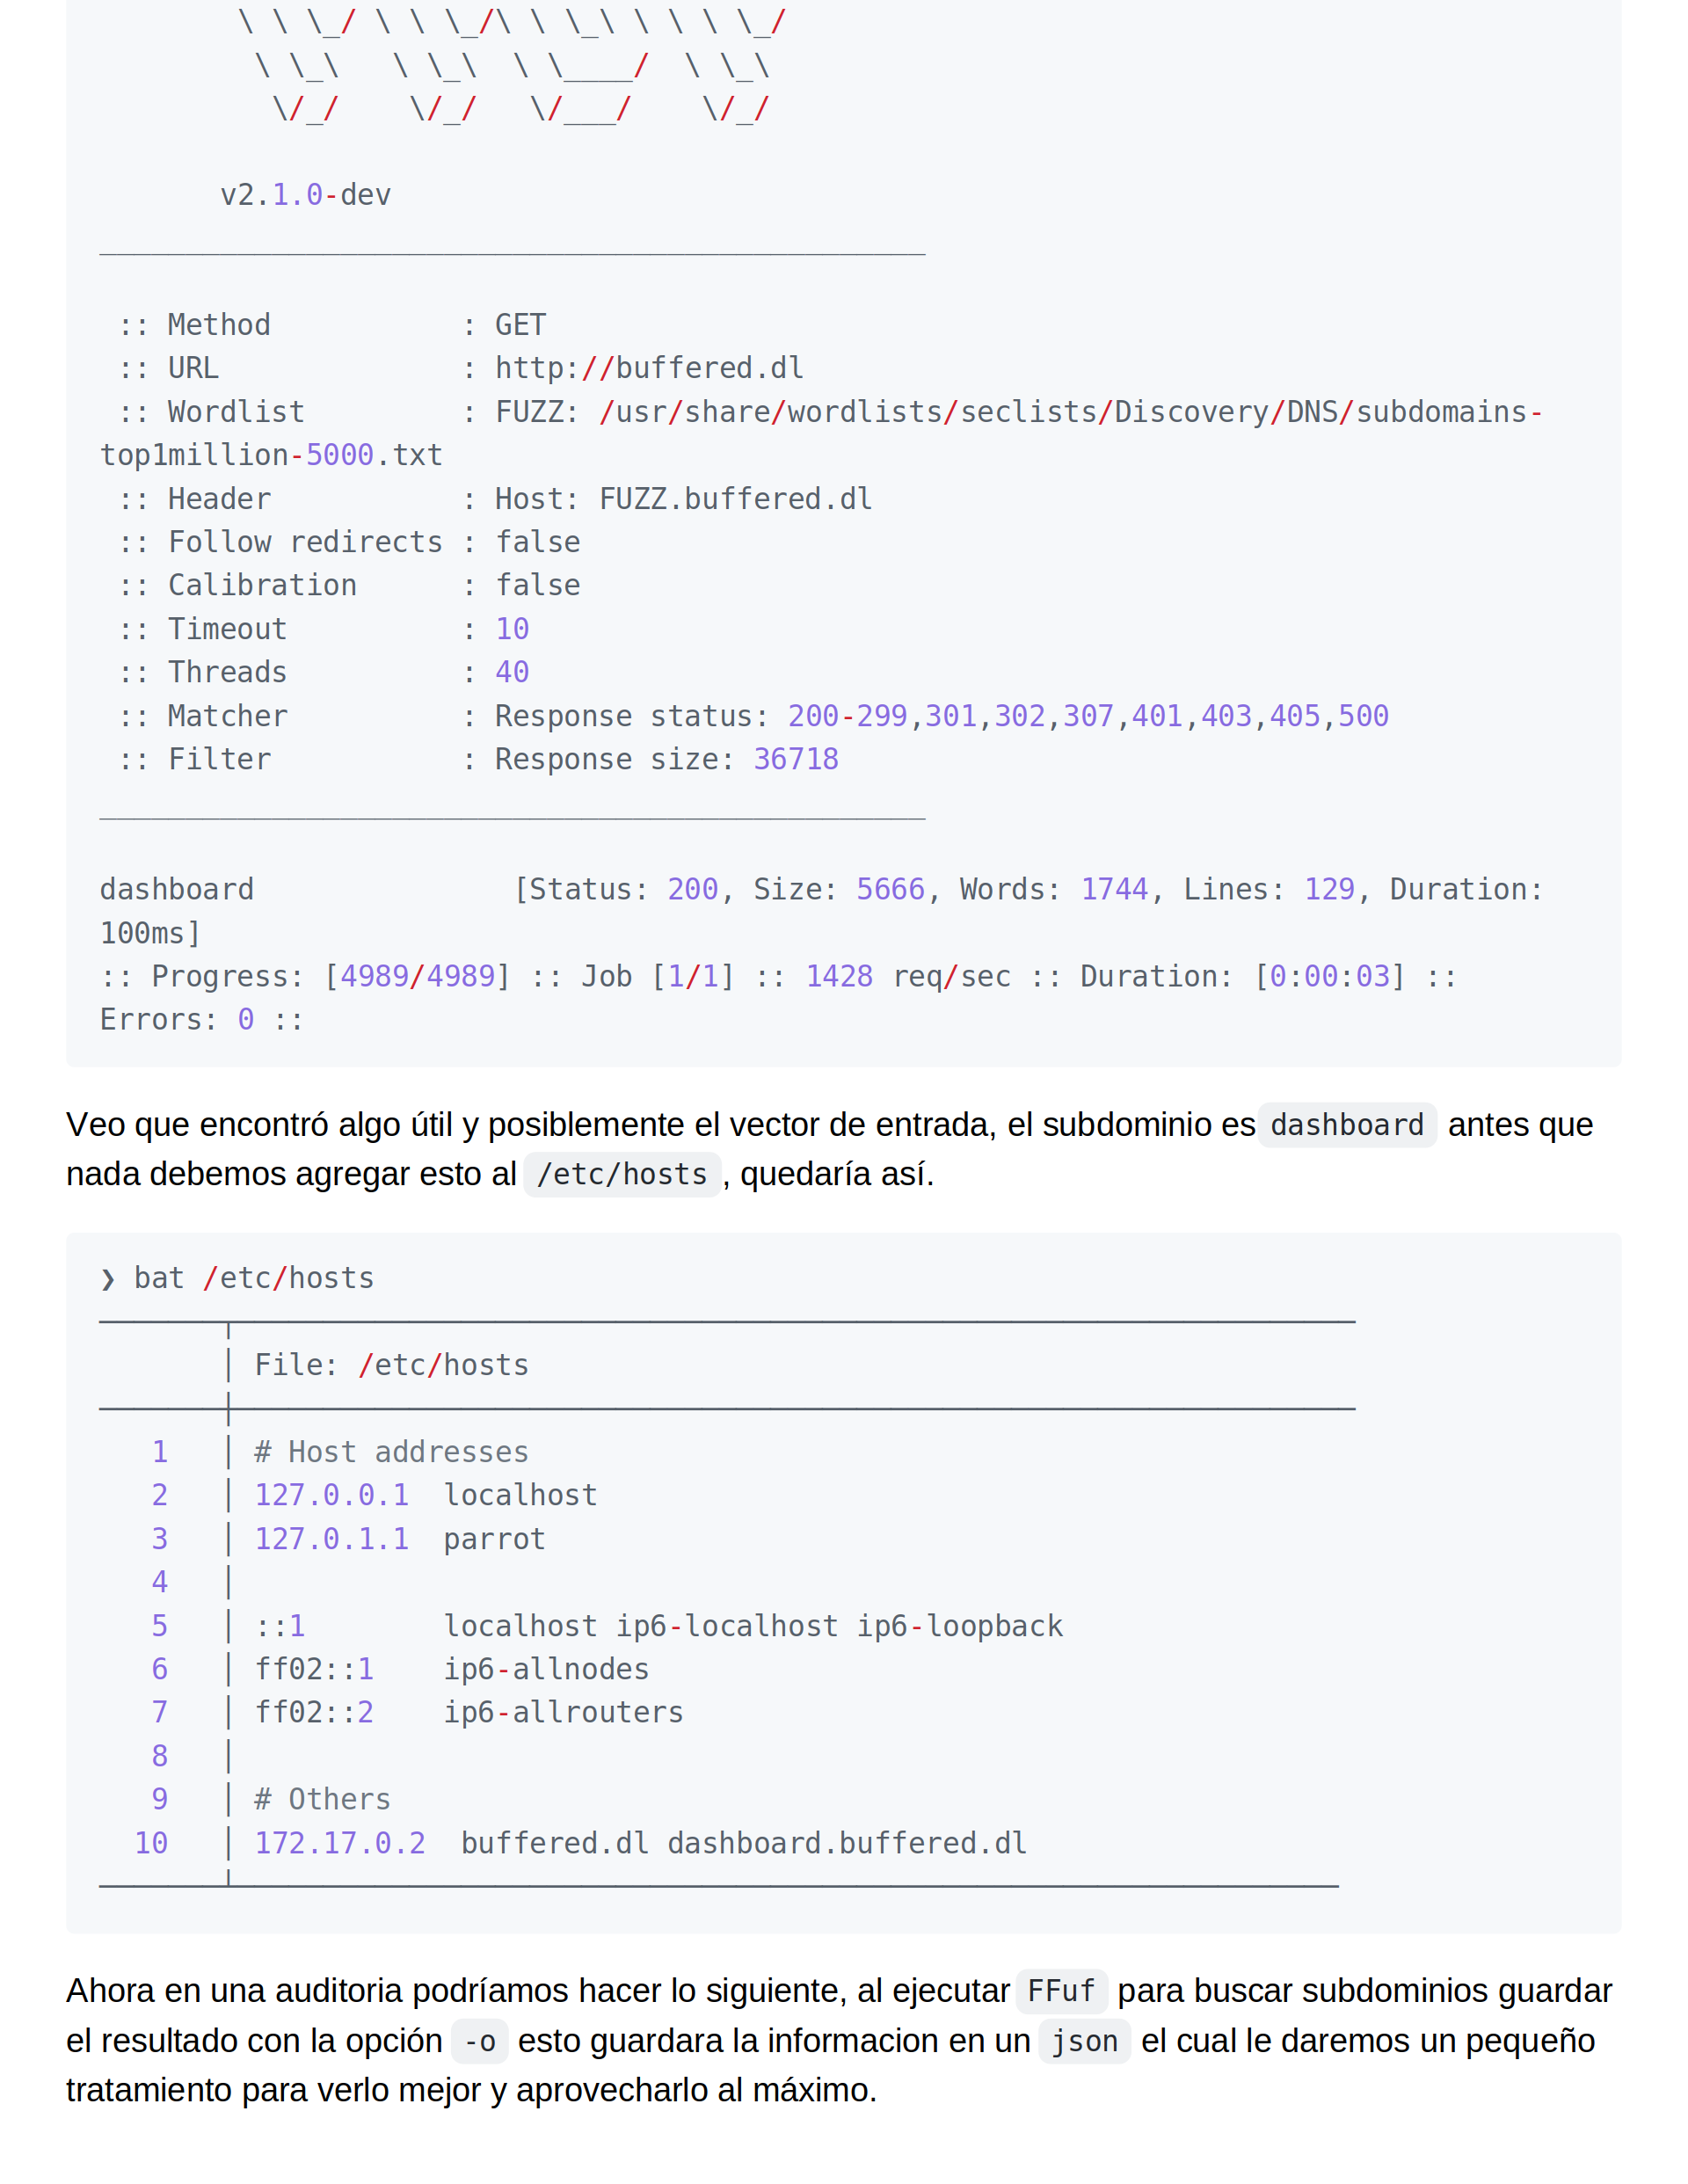 \ \ \_/ \ \ \_/\ \ \_\ \ \ \ \_/
         \ \_\   \ \_\  \ \____/  \ \_\
          \/_/    \/_/   \/___/    \/_/
       v2.1.0-dev
________________________________________________
 :: Method           : GET
 :: URL              : http://buffered.dl
 :: Wordlist         : FUZZ: /usr/share/wordlists/seclists/Discovery/DNS/subdomains-
top1million-5000.txt
 :: Header           : Host: FUZZ.buffered.dl
 :: Follow redirects : false
 :: Calibration      : false
 :: Timeout          : 10
 :: Threads          : 40
 :: Matcher          : Response status: 200-299,301,302,307,401,403,405,500
 :: Filter           : Response size: 36718
________________________________________________
dashboard               [Status: 200, Size: 5666, Words: 1744, Lines: 129, Duration:
100ms]
:: Progress: [4989/4989] :: Job [1/1] :: 1428 req/sec :: Duration: [0:00:03] ::
Errors: 0 ::
Veo que encontró algo útil y posiblemente el vector de entrada, el subdominio es dashboard antes que
nada debemos agregar esto al /etc/hosts, quedaría así.
❯ bat /etc/hosts
───────┬─────────────────────────────────────────────────────────────────
       │ File: /etc/hosts
───────┼─────────────────────────────────────────────────────────────────
   1   │ # Host addresses
   2   │ 127.0.0.1  localhost
   3   │ 127.0.1.1  parrot
   4   │
   5   │ ::1        localhost ip6-localhost ip6-loopback
   6   │ ff02::1    ip6-allnodes
   7   │ ff02::2    ip6-allrouters
   8   │
   9   │ # Others
  10   │ 172.17.0.2  buffered.dl dashboard.buffered.dl
───────┴────────────────────────────────────────────────────────────────
Ahora en una auditoria podríamos hacer lo siguiente, al ejecutar FFuf para buscar subdominios guardar
el resultado con la opción -o esto guardara la informacion en un json el cual le daremos un pequeño
tratamiento para verlo mejor y aprovecharlo al máximo.